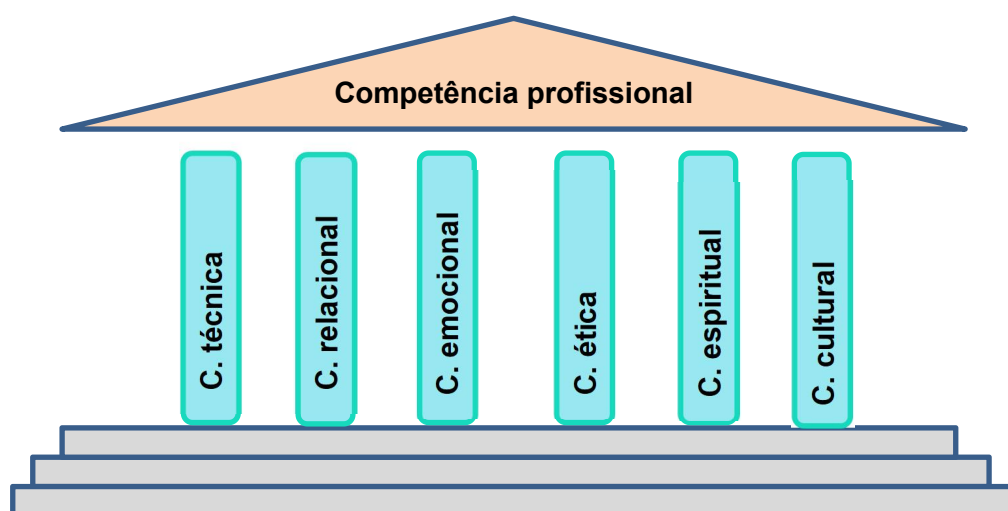 Competência profissional
C. técnica
C. relacional
C. emocional
C. ética
C. espiritual
C. cultural